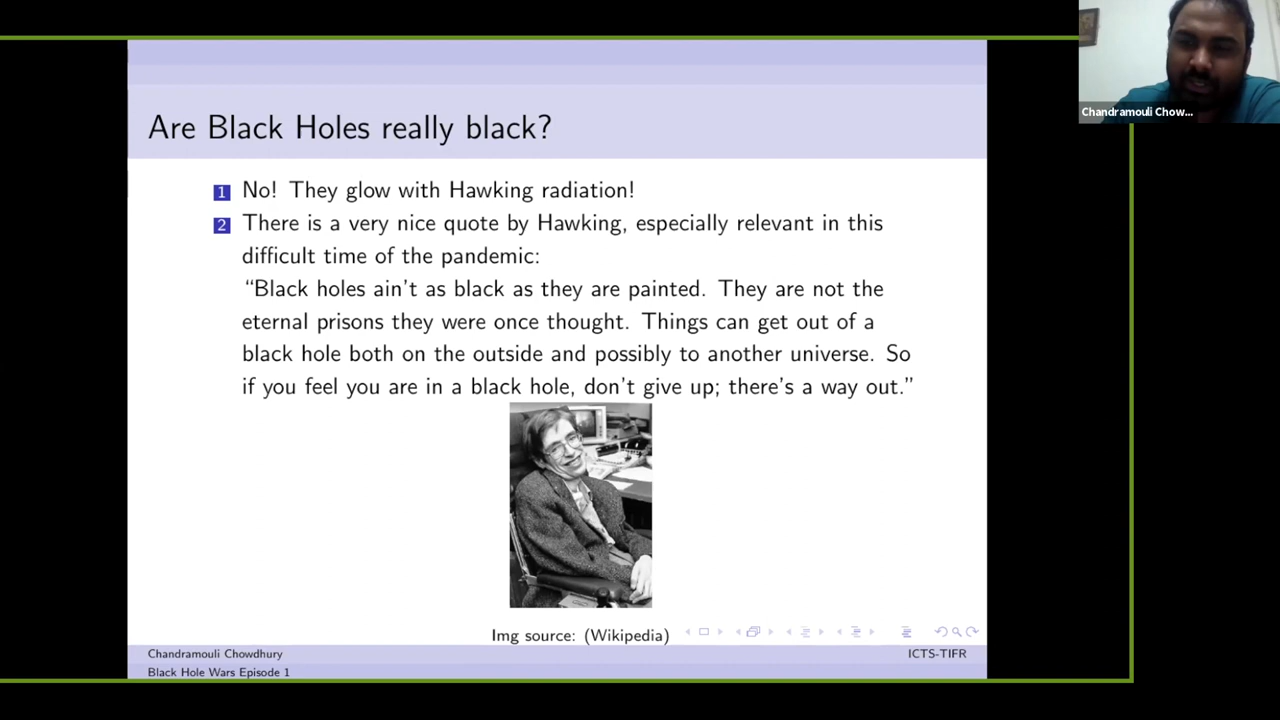 Are Black Holes really black?
1 No! They glow with Hawking radiation!
2 There is a very nice quote by Hawking, especially relevant in this
difficult time of the pandemic:
“Black holes ain't as black as they are painted. They are not the
eternal prisons they were once thought. Things can get out of a
black hole both on the outside and possibly to another universe. So
if you feel you are in a black hole, don't give up; there's a way out.”
Img source: (Wikipedia)
Chandramouli Chowdhury
ICTS-TIFR
Black Hole Wars Episode 1
Chandramouli Chow...